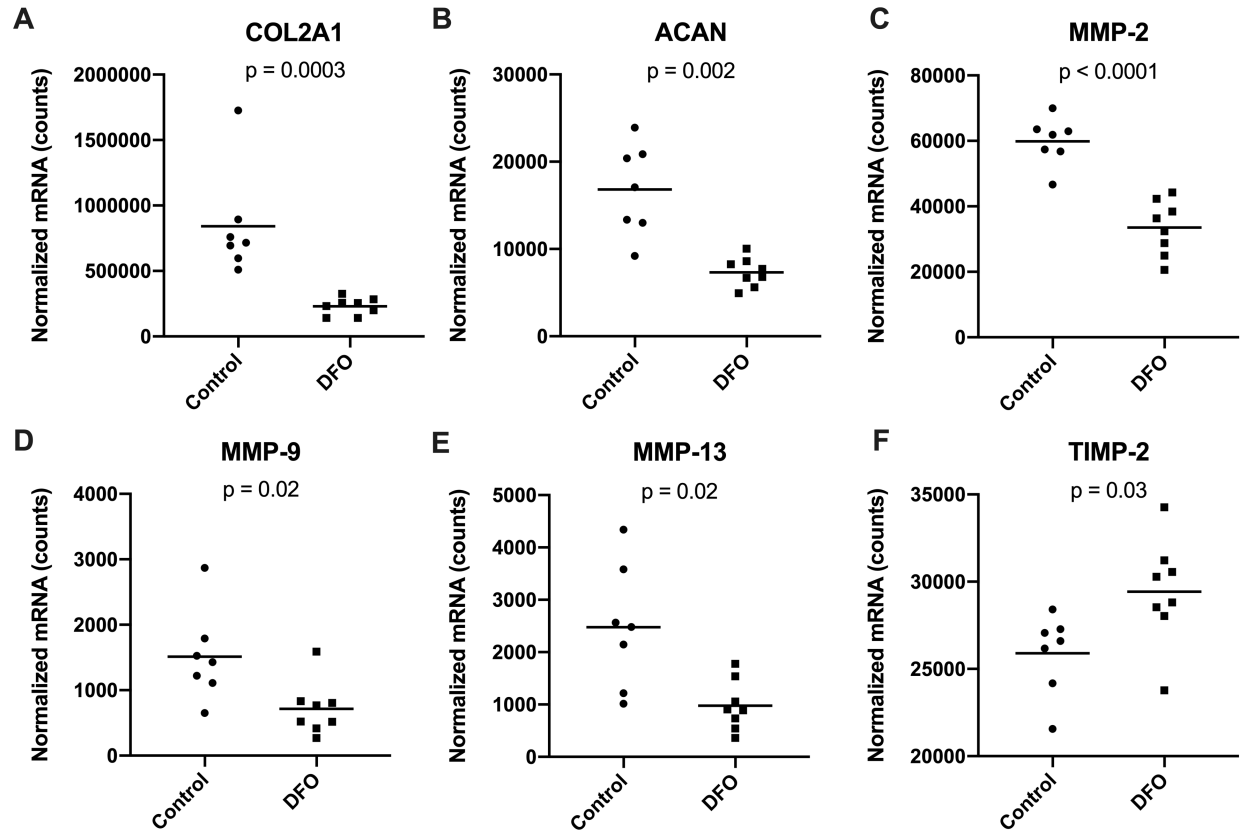 A
COL2A1
p = 0.0003
Normalized mRNA (counts)
2000000
1500000
1000000
500000
0
Control
DFO
B
ACAN
p = 0.002
Normalized mRNA (counts)
30000
20000
10000
0
Control
DFO
C
MMP-2
p < 0.0001
Normalized mRNA (counts)
80000
60000
40000
20000
0
Control
DFO
D
MMP-9
p = 0.02
Normalized mRNA (counts)
4000
3000
2000
1000
0
Control
DFO
E
MMP-13
p = 0.02
Normalized mRNA (counts)
5000
4000
3000
2000
1000
0
Control
DFO
F
TIMP-2
p = 0.03
Normalized mRNA (counts)
35000
30000
25000
20000
Control
DFO